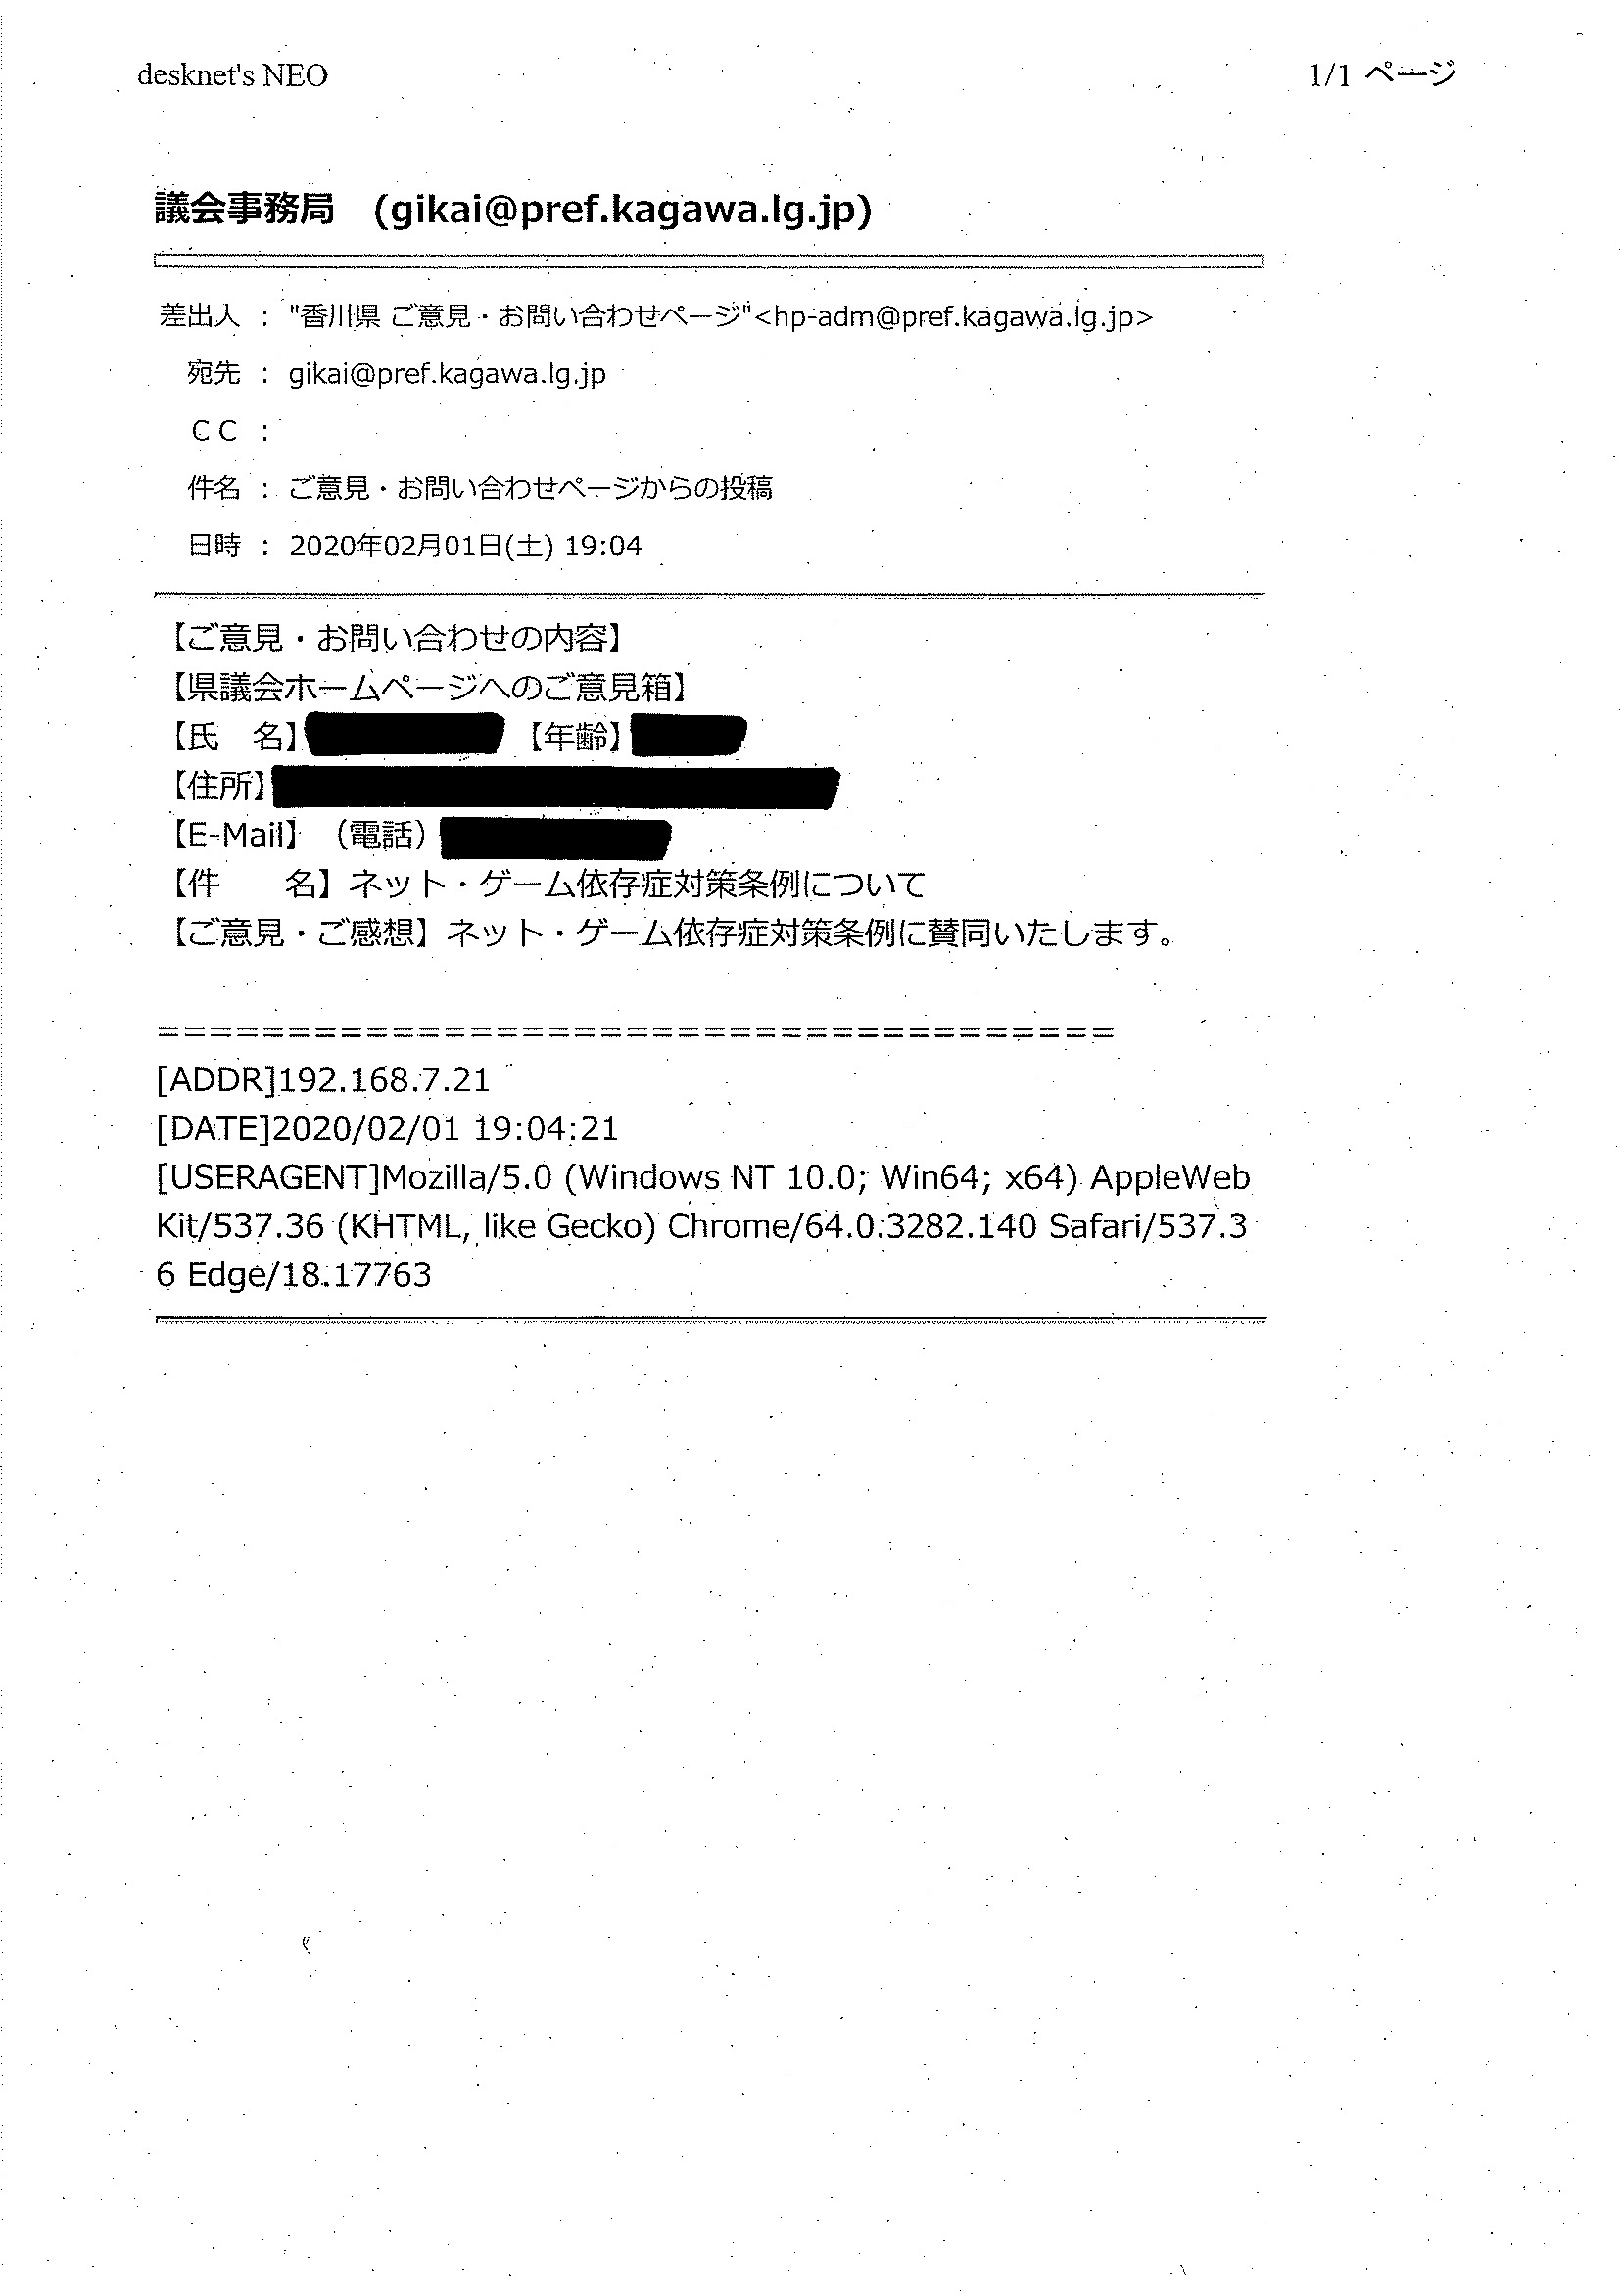 desknet's NEO
1/1 ページ
議会事務局　(gikai@pref.kagawa.lg.jp)
差出人 : "香川県 ご意見・お問い合わせページ"<hp-adm@pref.kagawa.lg.jp>
宛先 : gikai@pref.kagawa.lg.jp
ＣＣ :
件名 : ご意見・お問い合わせページからの投稿
日時 : 2020年02月01日(土) 19:04
【ご意見・お問い合わせの内容】
【県議会ホームページへのご意見箱】
【氏　名】 【年齢】
【住所】
【E-Mail】（電話）
【件　　名】ネット・ゲーム依存症対策条例について
【ご意見・ご感想】ネット・ゲーム依存症対策条例に賛同いたします。
=====================================
[ADDR]192.168.7.21
[DATE]2020/02/01 19:04:21
[USERAGENT]Mozilla/5.0 (Windows NT 10.0; Win64; x64) AppleWeb
Kit/537.36 (KHTML, like Gecko) Chrome/64.0.3282.140 Safari/537.3
6 Edge/18.17763